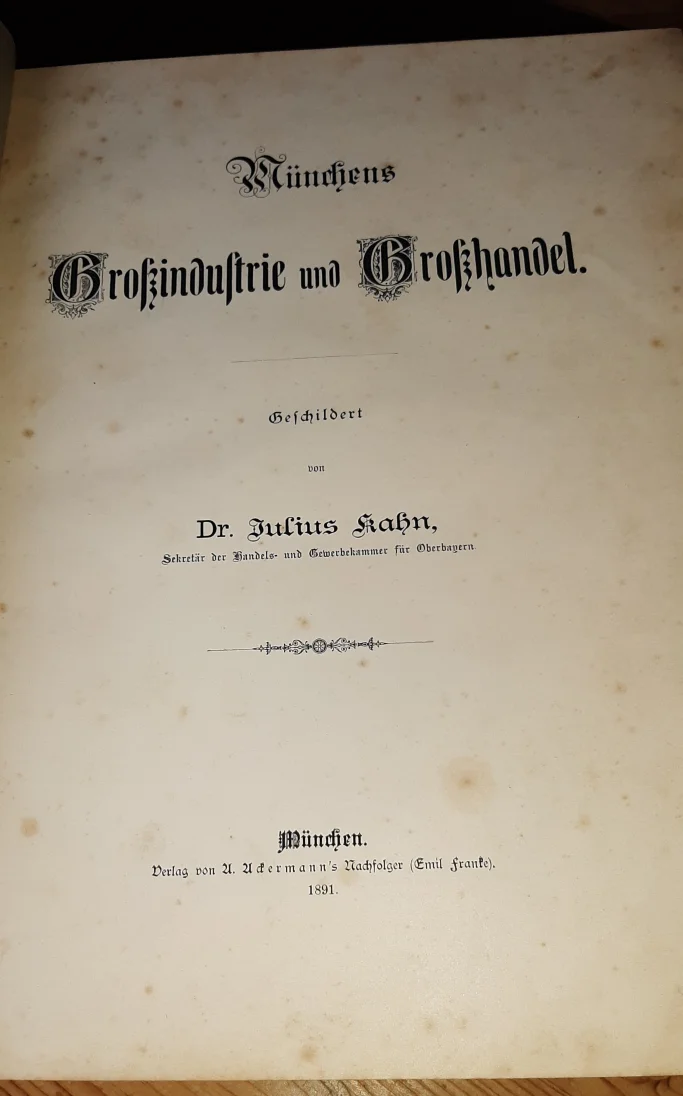 Münchens
Großindustrie und Großhandel.
Geschildert
von
Dr. Julius Kahn,
Sekretär der Handels- und Gewerbekammer für Oberbayern.
München.
Verlag von A. Ackermann's Nachfolger (Emil Franke).
1891.